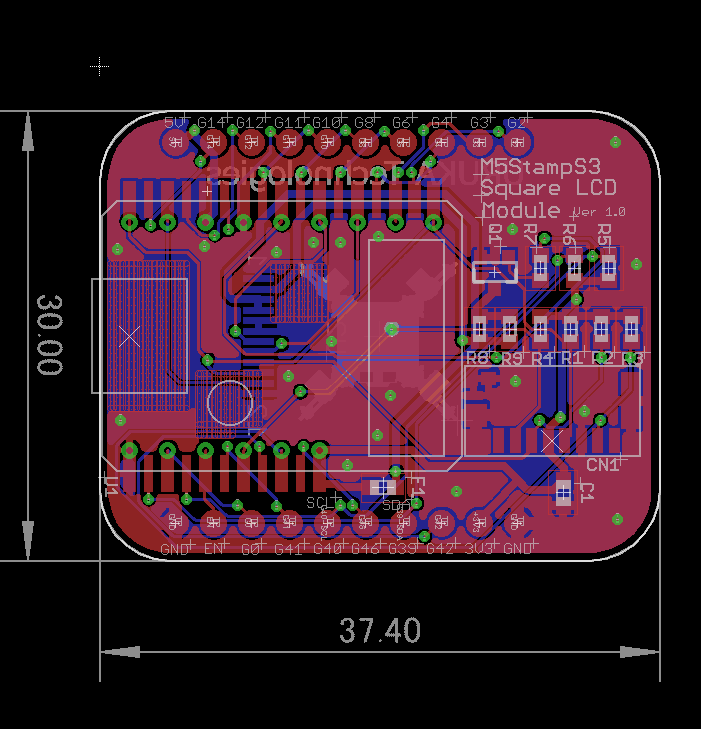 5V G14 G12 G11 G10 G8 G6 G4 G3 G2
A Technologies
M5StampS3
Square LCD
Module Ver 1.0
Q1 R7 R6 R5
30.00
R8 R9 R4 R1 R2 R3
CN1
U1
F1
C1
SCL SDA
GND EN G0 G41 G40 G46 G39 G42 3V3 GND
37.40